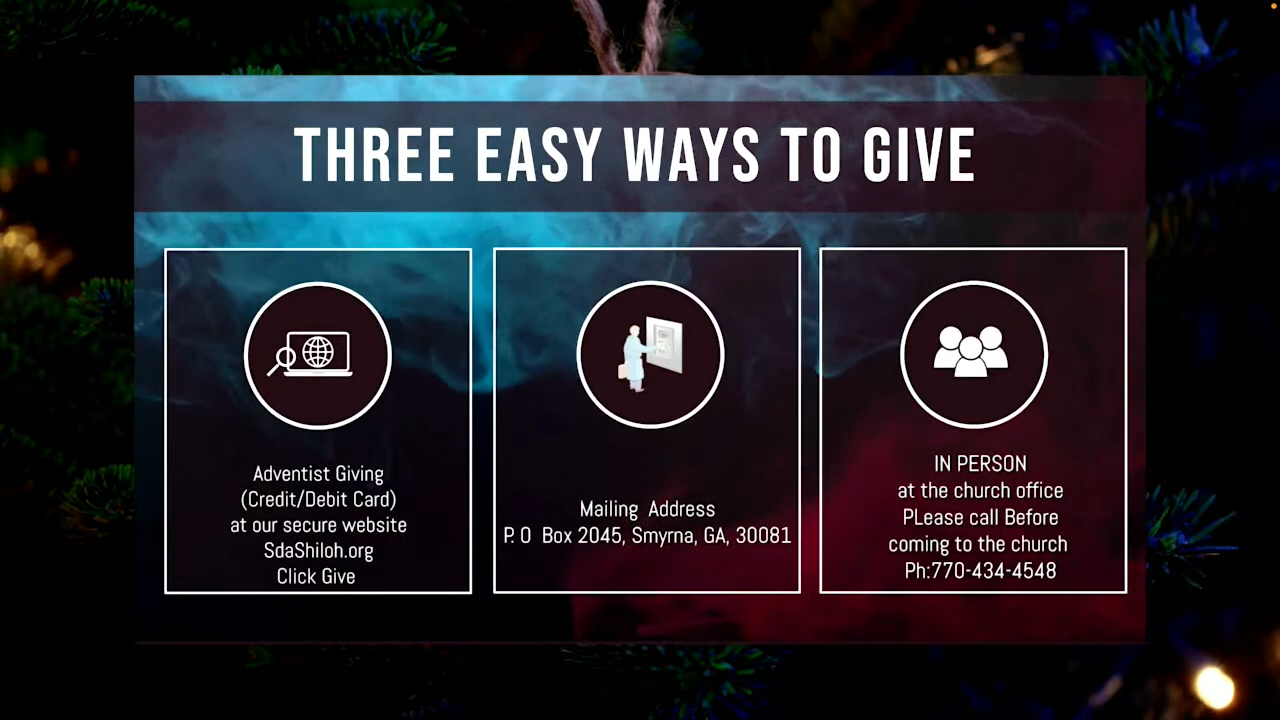 THREE EASY WAYS TO GIVE
Adventist Giving
(Credit/Debit Card)
at our secure website
SdaShiloh.org
Click Give
Mailing Address
P. O Box 2045, Smyrna, GA, 30081
IN PERSON
at the church office
PLease call Before
coming to the church
Ph:770-434-4548